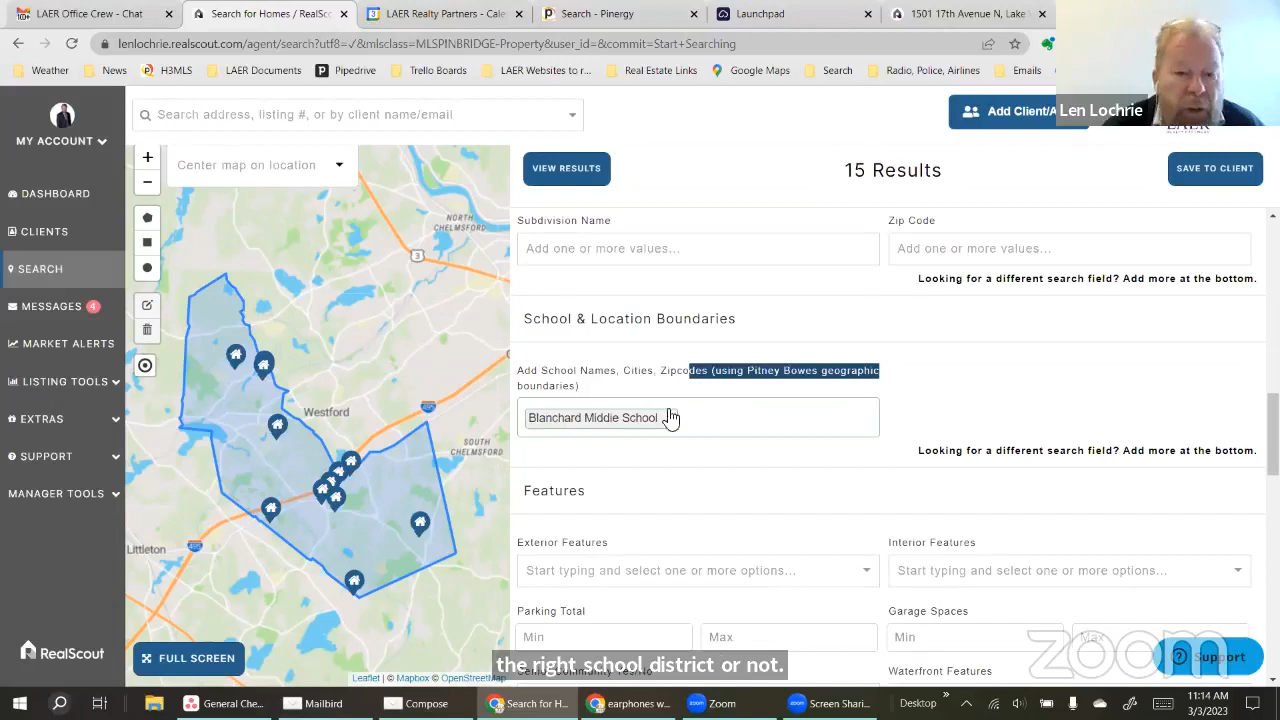 LAER Office Crew - Chat
Search for Homes / RealSco
LAER Realty Partners - Cale
Search - Pinergy
Launchpad
1501 17th Avenue N, Lake W
lenlochrie.com/agent/search?utf8=✓/&mlsclass=MLSPINBRIDGE-Property&user_id=&commit=Start+Searching
Weather
News
H3MLS
LAER Documents
Pipedrive
Trello Boards
LAER Websites to r...
Real Estate Links
Google Maps
Search
Radio, Police, Airlines
Emails
Len Lochrie
MY ACCOUNT
Search address, listing #, or by client name/email
Add Client/A
DASHBOARD
CLIENTS
SEARCH
MESSAGES 4
MARKET ALERTS
LISTING TOOLS
EXTRAS
SUPPORT
MANAGER TOOLS
RealScout
+
−
Center map on location
NORTH
CHELMSFORD
3
Westford
495
SOUTH
CHELMSFORD
Littleton
495
FULL SCREEN
Leaflet | © Mapbox © OpenStreetMap
VIEW RESULTS
15 Results
SAVE TO CLIENT
Subdivision Name
Zip Code
Add one or more values...
Add one or more values...
Looking for a different search field? Add more at the bottom.
School & Location Boundaries
Add School Names, Cities, Zipcodes (using Pitney Bowes geographic
boundaries)
Blanchard Middle School
Looking for a different search field? Add more at the bottom.
Features
Exterior Features
Interior Features
Start typing and select one or more options...
Start typing and select one or more options...
Parking Total
Garage Spaces
Min
Max
Min
Max
Waterfront Features
the right school district or not.
zoom
Support
General Che...
Mailbird
Compose
Search for H...
earphones w...
Zoom
Screen Shari...
Desktop
11:14 AM
3/3/2023